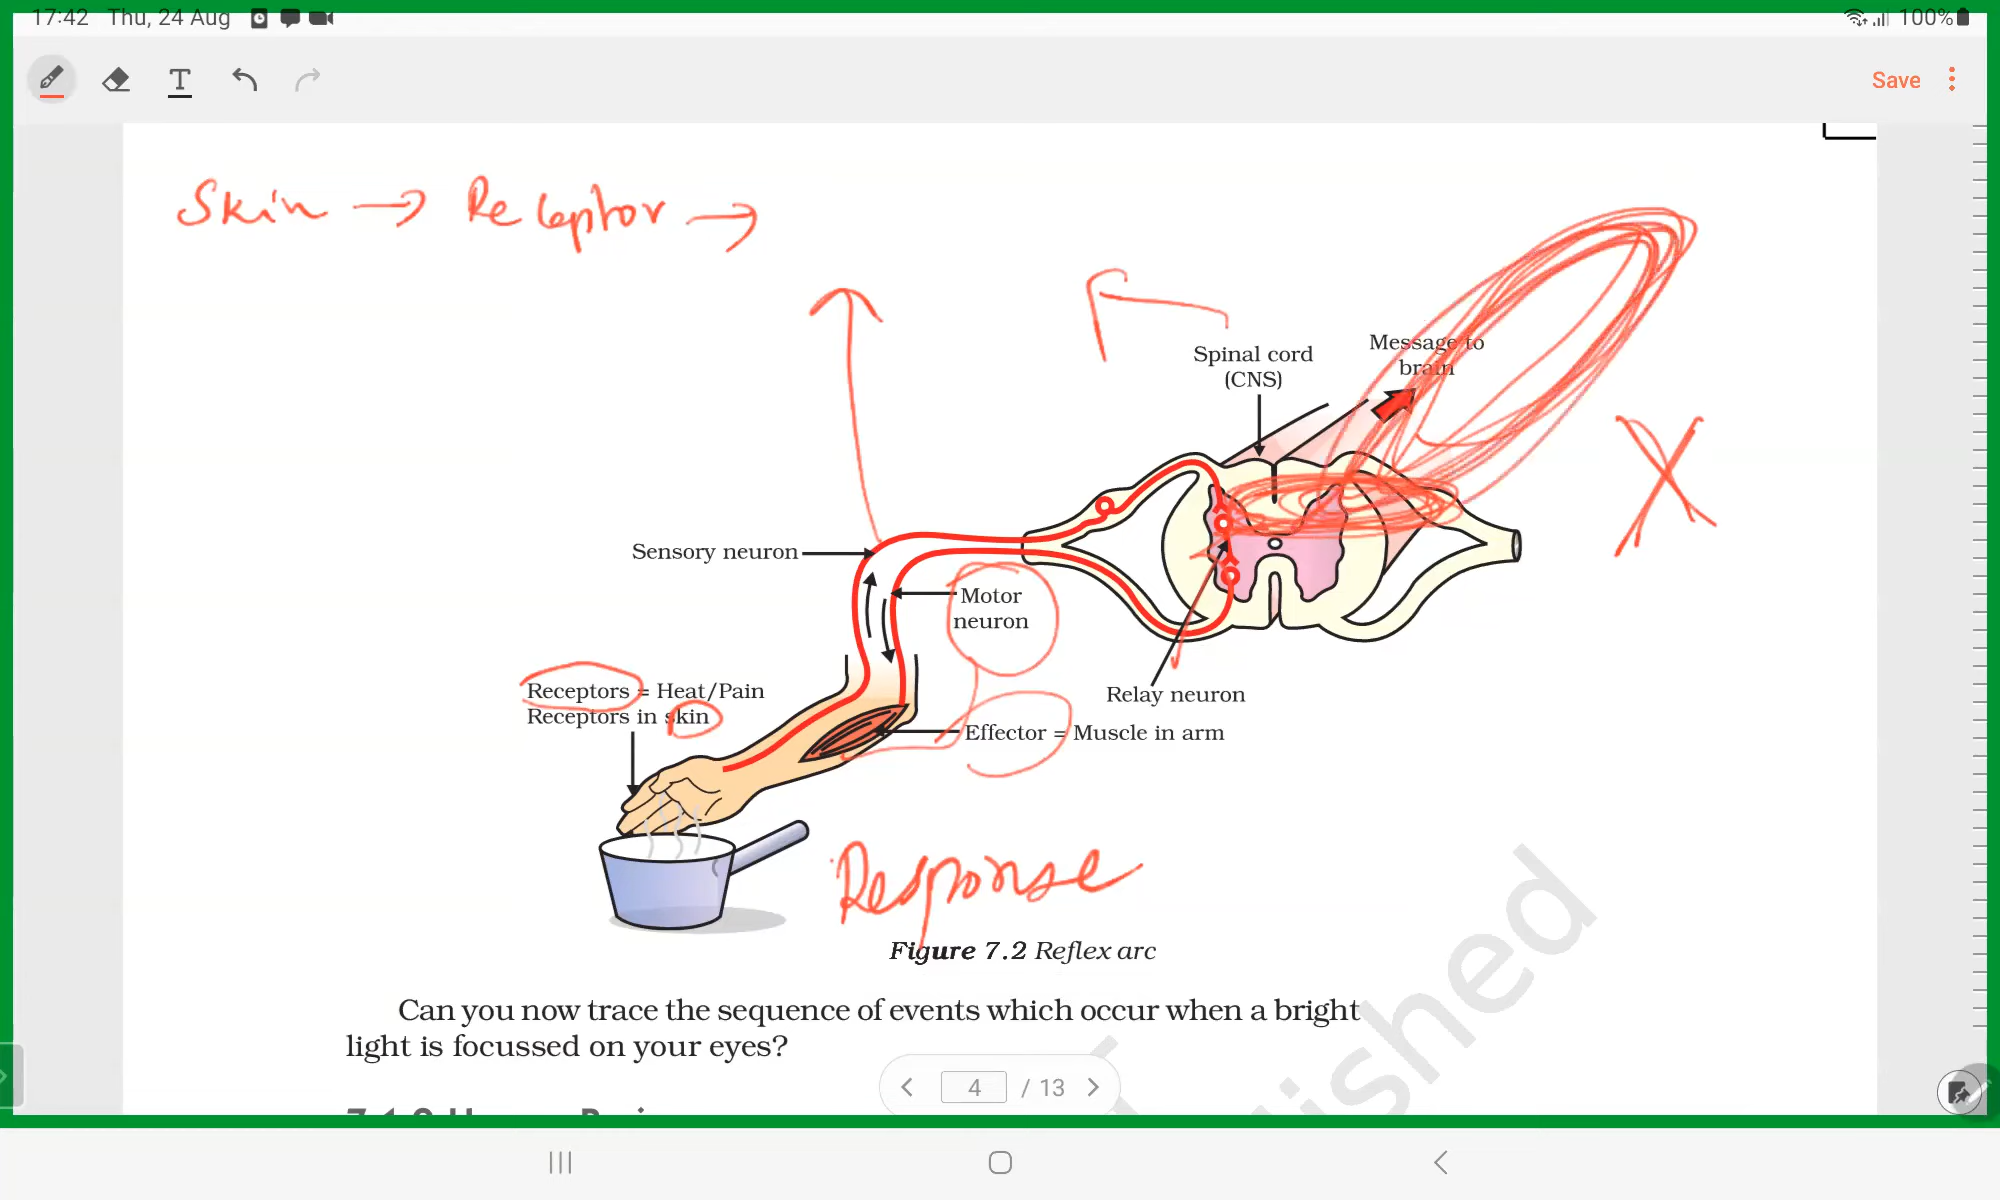 17:42 Thu, 24 Aug
100%
T
Save
Skin → Receptor →
Spinal cord
(CNS)
Message to
brain
Sensory neuron
Motor
neuron
Receptors = Heat/Pain
Receptors in skin
Relay neuron
Effector = Muscle in arm
Response
Figure 7.2 Reflex arc
Can you now trace the sequence of events which occur when a bright
light is focussed on your eyes?
4 / 13